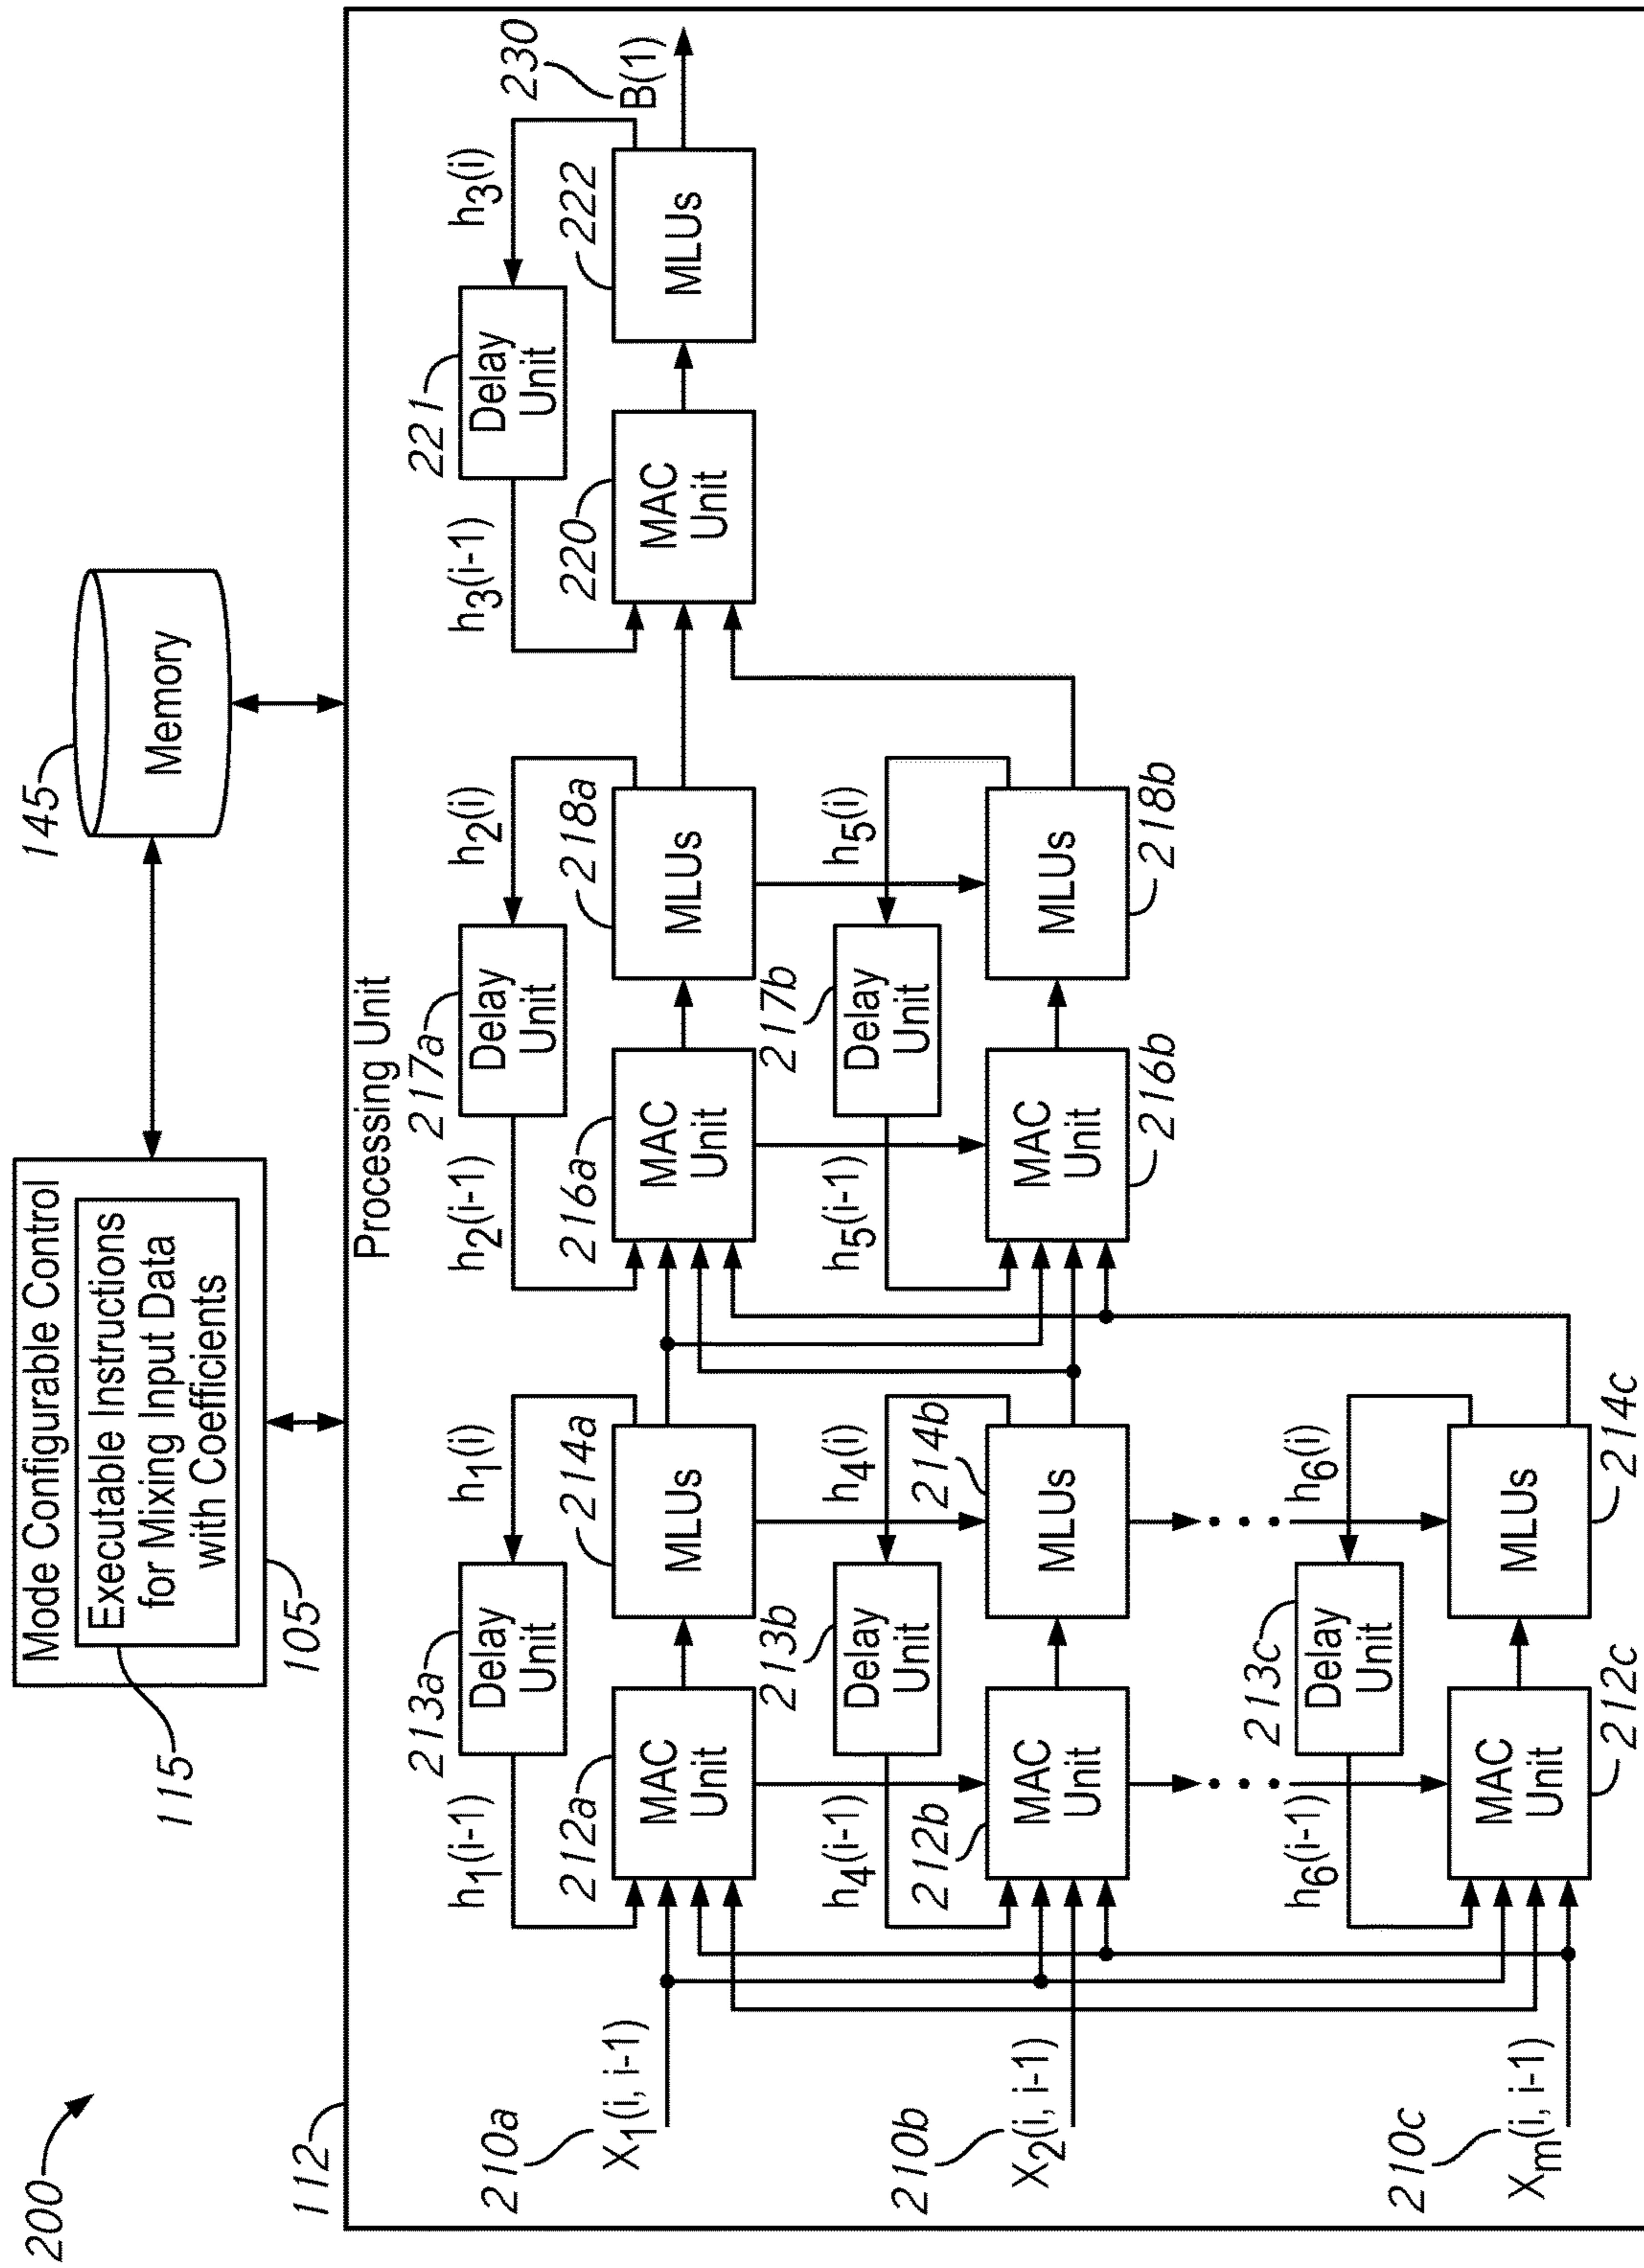 200
Mode Configurable Control
Executable Instructions
for Mixing Input Data
with Coefficients
115
105
145
Memory
112
Processing Unit
h1(i-1)
213a
Delay
Unit
h1(i)
h2(i-1)
217a
Delay
Unit
h2(i)
h3(i-1)
221
Delay
Unit
h3(i)
230
210a
X1(i, i-1)
212a
MAC
Unit
214a
MLUs
216a
MAC
Unit
218a
MLUs
220
MAC
Unit
222
MLUs
B(1)
h4(i-1)
213b
Delay
Unit
h4(i)
h5(i-1)
217b
Delay
Unit
h5(i)
210b
X2(i, i-1)
212b
MAC
Unit
214b
MLUs
216b
MAC
Unit
MLUs
218b
h6(i-1)
213c
Delay
Unit
h6(i)
210c
Xm(i, i-1)
MAC
Unit
212c
MLUs
214c